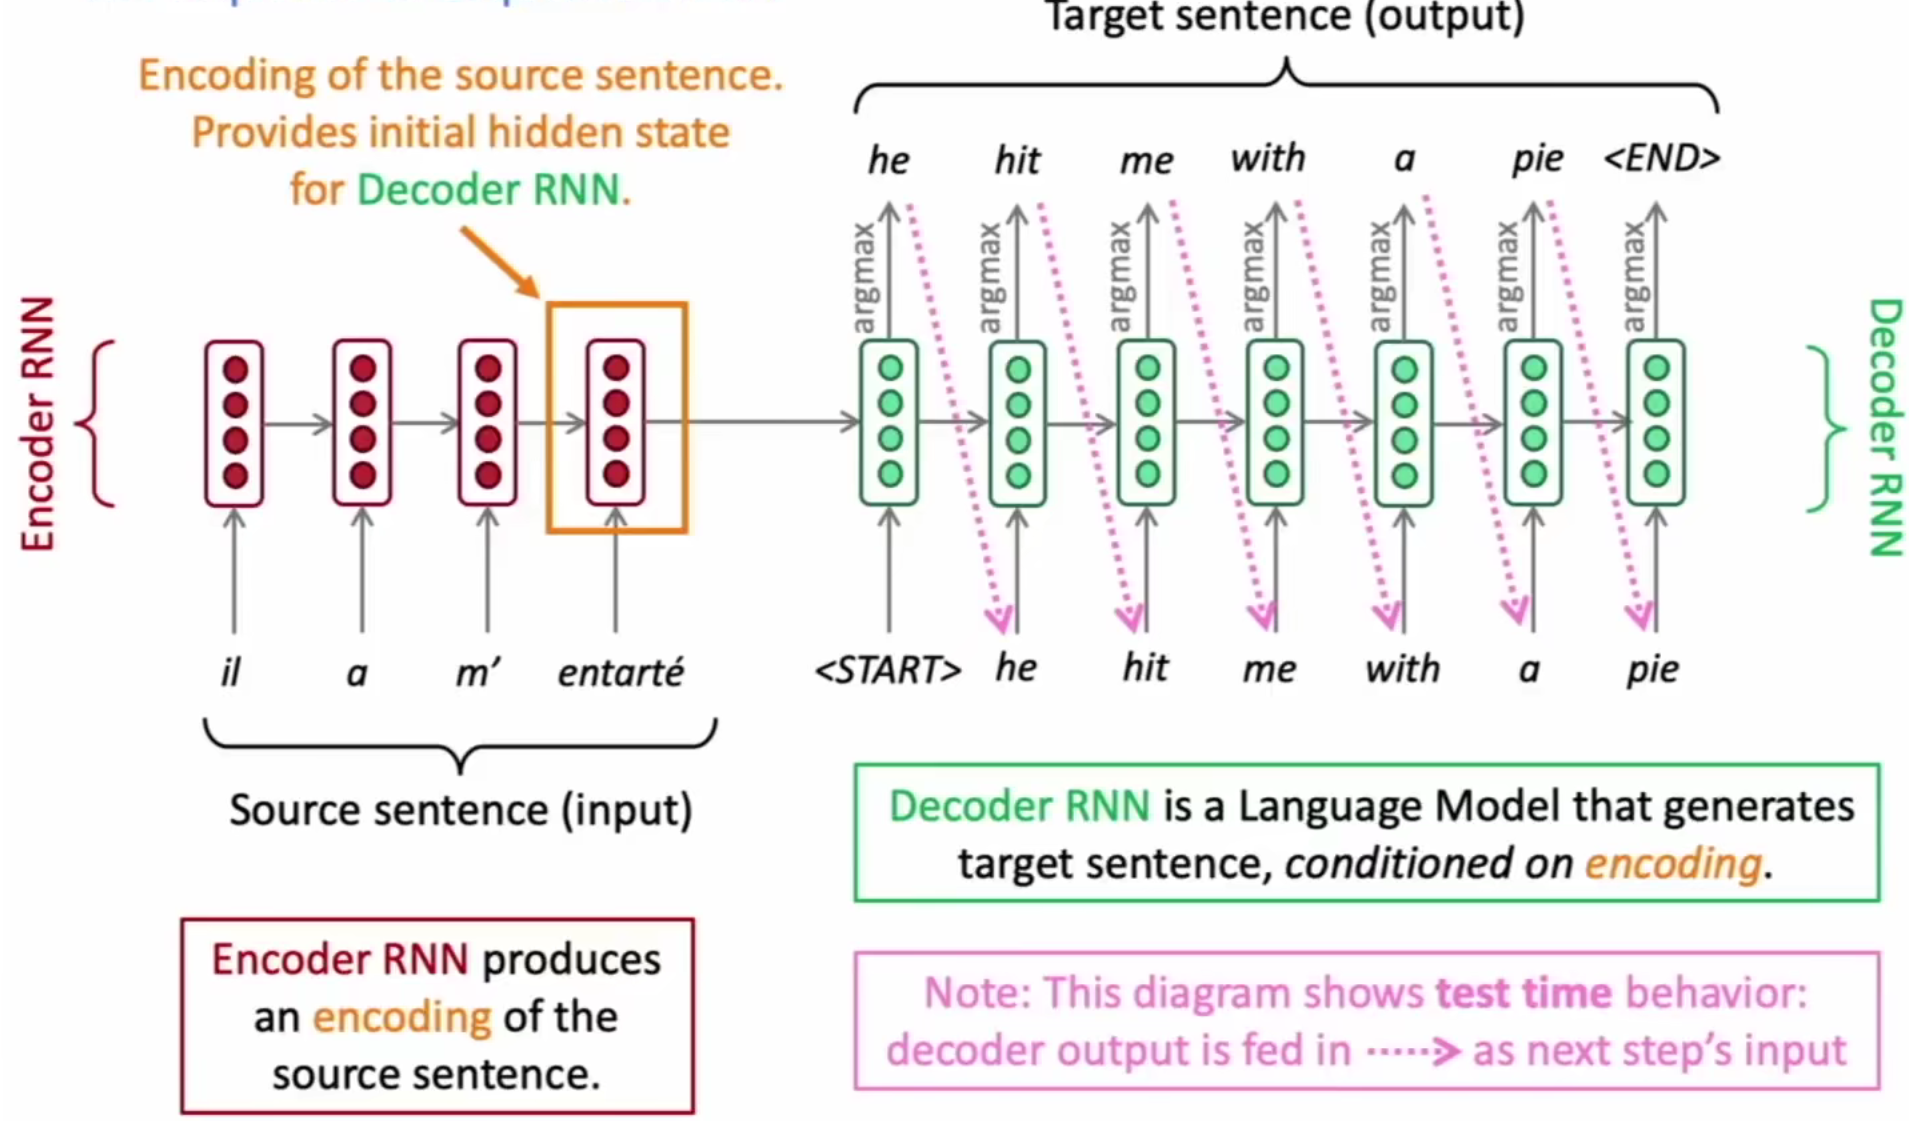 Target sentence (output)
Encoding of the source sentence.
Provides initial hidden state
for Decoder RNN.
he hit me with a pie <END>
argmax argmax argmax argmax argmax argmax argmax
Encoder RNN
Decoder RNN
il a m’ entarté
<START> he hit me with a pie
Source sentence (input)
Decoder RNN is a Language Model that generates
target sentence, conditioned on encoding.
Encoder RNN produces
an encoding of the
source sentence.
Note: This diagram shows test time behavior:
decoder output is fed in as next step’s input